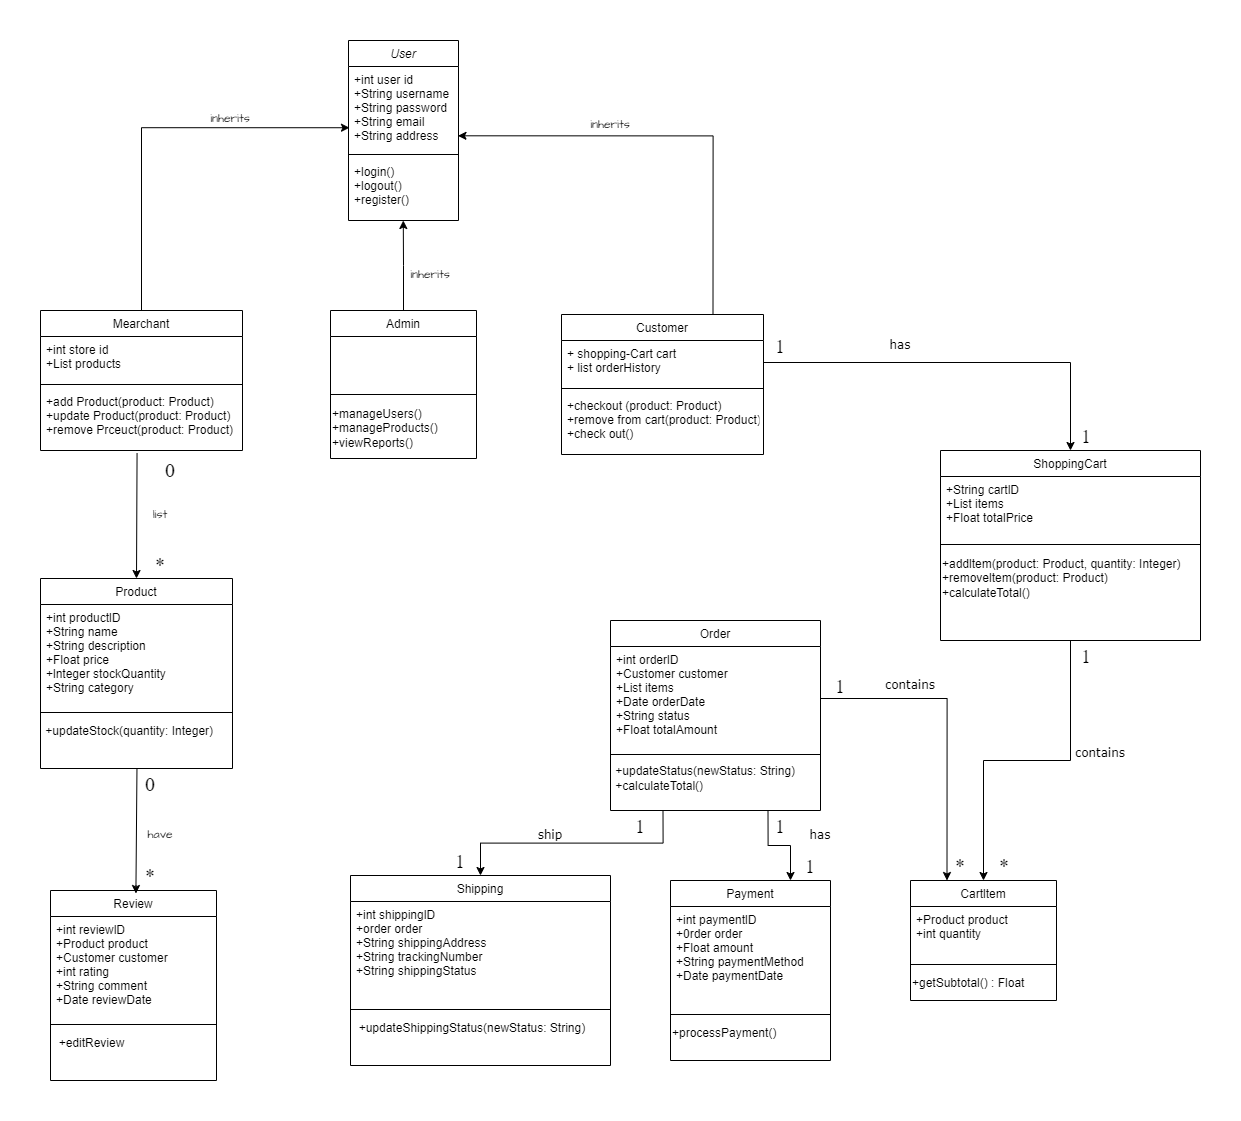 User
+int user id
+String username
+String password
+String email
+String address
+login()
+logout()
+register()
inherits
inherits
inherits
Mearchant
+int store id
+List products
+add Product(product: Product)
+update Product(product: Product)
+remove Prceuct(product: Product)
Admin
+manageUsers()
+manageProducts()
+viewReports()
Customer
+ shopping-Cart cart
+ list orderHistory
+checkout (product: Product)
+remove from cart(product: Product)
+check out()
1
has
1
ShoppingCart
+String cartID
+List items
+Float totalPrice
+addItem(product: Product, quantity: Integer)
+removeItem(product: Product)
+calculateTotal()
0
list
*
Product
+int productID
+String name
+String description
+Float price
+Integer stockQuantity
+String category
+updateStock(quantity: Integer)
0
have
*
Review
+int reviewID
+Product product
+Customer customer
+int rating
+String comment
+Date reviewDate
+editReview
Order
+int orderID
+Customer customer
+List items
+Date orderDate
+String status
+Float totalAmount
+updateStatus(newStatus: String)
+calculateTotal()
1
contains
*
1
contains
*
1
ship
1
1
has
1
Shipping
+int shippingID
+order order
+String shippingAddress
+String trackingNumber
+String shippingStatus
+updateShippingStatus(newStatus: String)
Payment
+int paymentID
+0rder order
+Float amount
+String paymentMethod
+Date paymentDate
+processPayment()
CartItem
+Product product
+int quantity
+getSubtotal() : Float